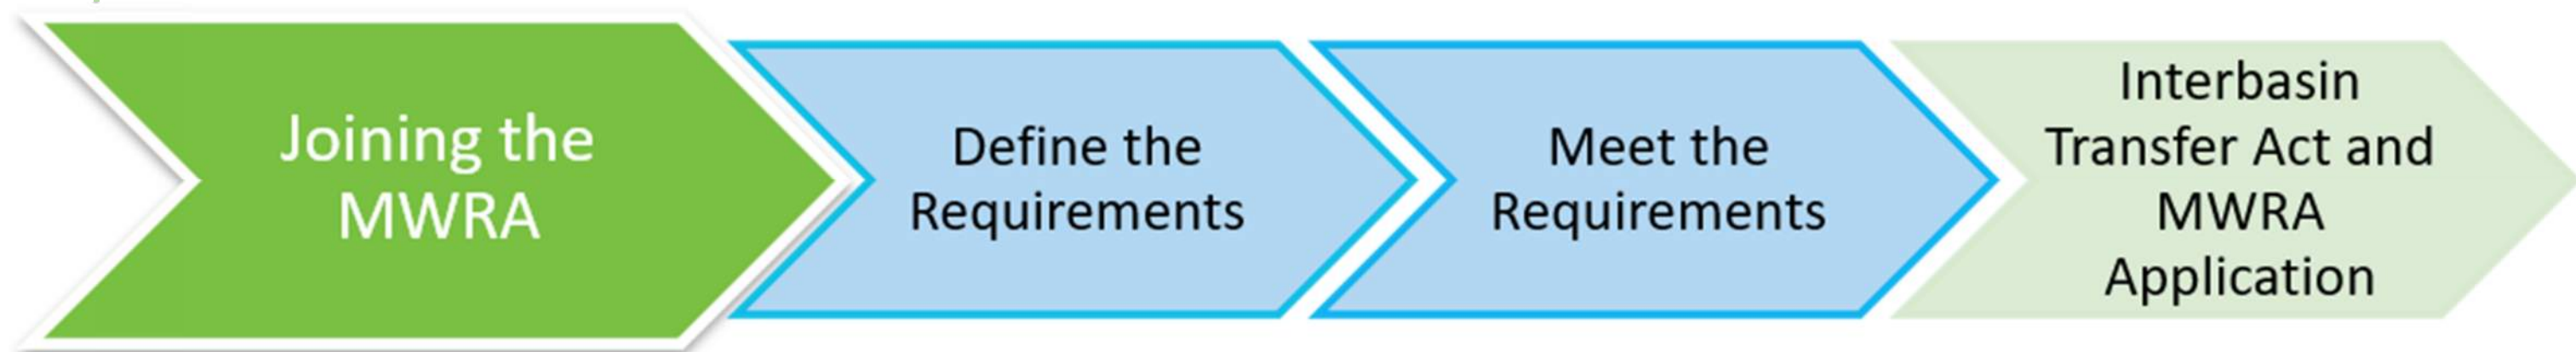 Joining the
MWRA
Define the
Requirements
Meet the
Requirements
Interbasin
Transfer Act and
MWRA
Application